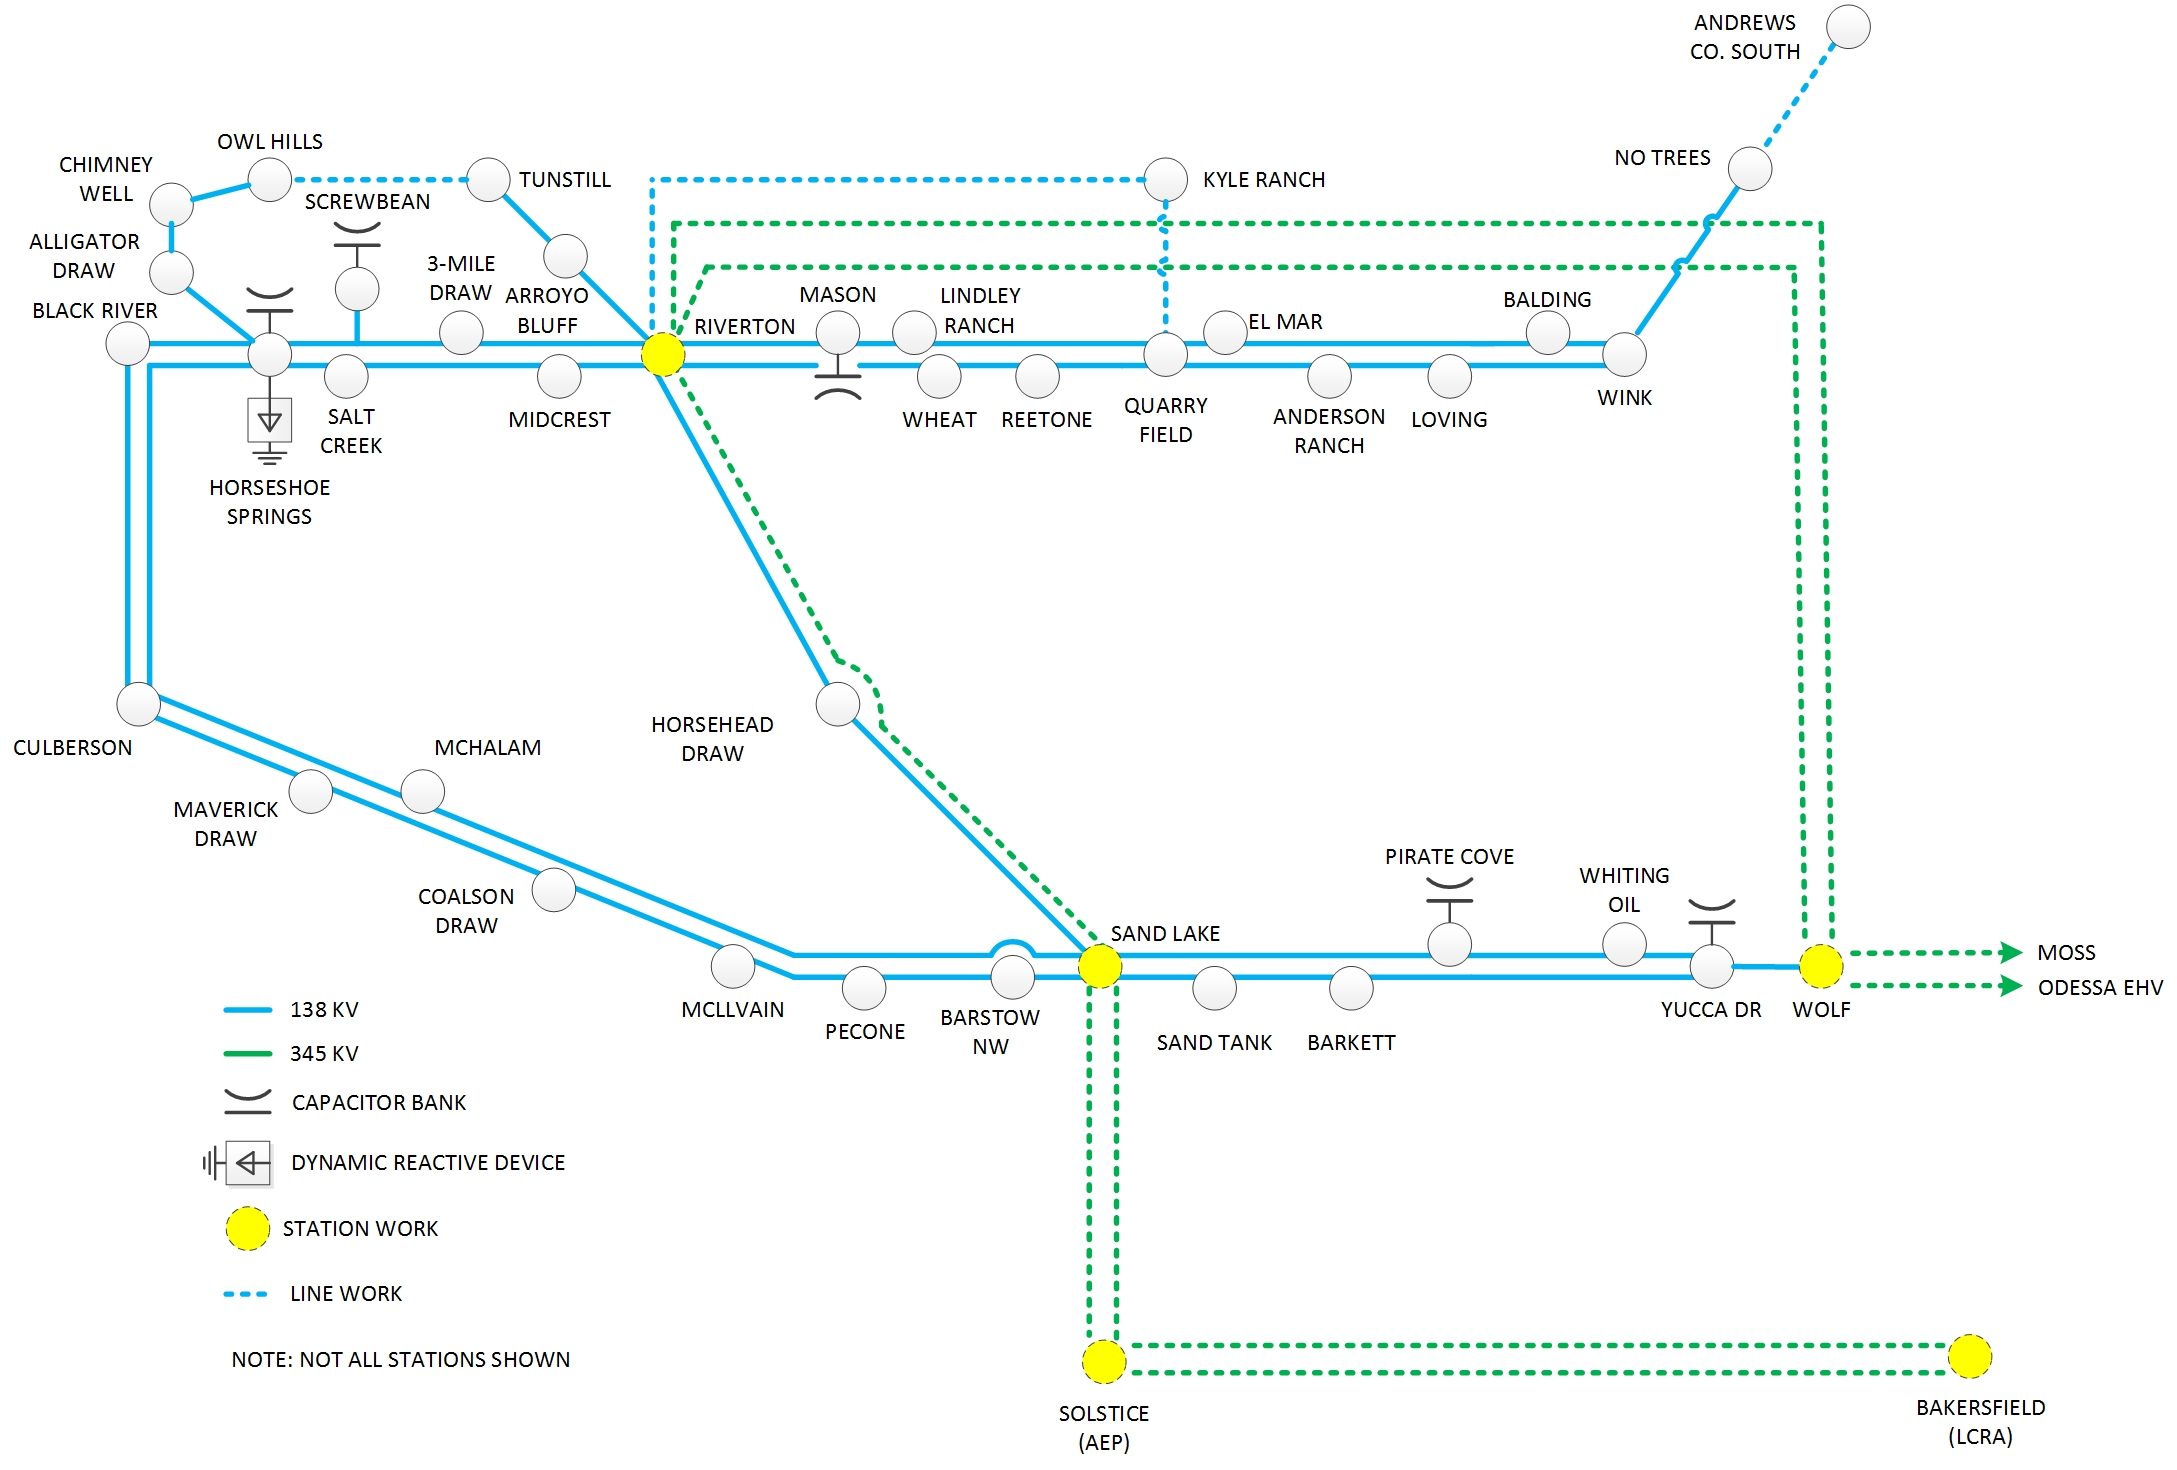 ANDREWS
CO. SOUTH
NO TREES
OWL HILLS
CHIMNEY
WELL
TUNSTILL
KYLE RANCH
SCREWBEAN
ALLIGATOR
DRAW
3-MILE
DRAW
ARROYO
BLUFF
BLACK RIVER
RIVERTON
MASON
LINDLEY
RANCH
EL MAR
BALDING
WINK
SALT
CREEK
MIDCREST
WHEAT
REETONE
QUARRY
FIELD
ANDERSON
RANCH
LOVING
HORSESHOE
SPRINGS
CULBERSON
MAVERICK
DRAW
MCHALAM
HORSEHEAD
DRAW
COALSON
DRAW
MCLLVAIN
PECONE
BARSTOW
NW
SAND LAKE
SAND TANK
BARKETT
PIRATE COVE
WHITING
OIL
YUCCA DR
WOLF
MOSS
ODESSA EHV
138 KV
345 KV
CAPACITOR BANK
DYNAMIC REACTIVE DEVICE
STATION WORK
LINE WORK
NOTE: NOT ALL STATIONS SHOWN
SOLSTICE
(AEP)
BAKERSFIELD
(LCRA)